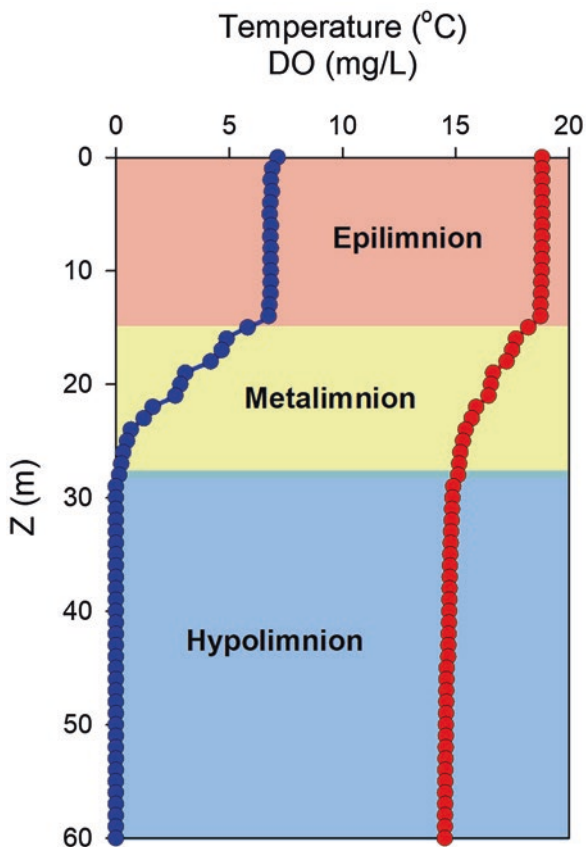 Temperature (°C)
DO (mg/L)
0 5 10 15 20
0
10
20
30
40
50
60
Z (m)
Epilimnion
Metalimnion
Hypolimnion